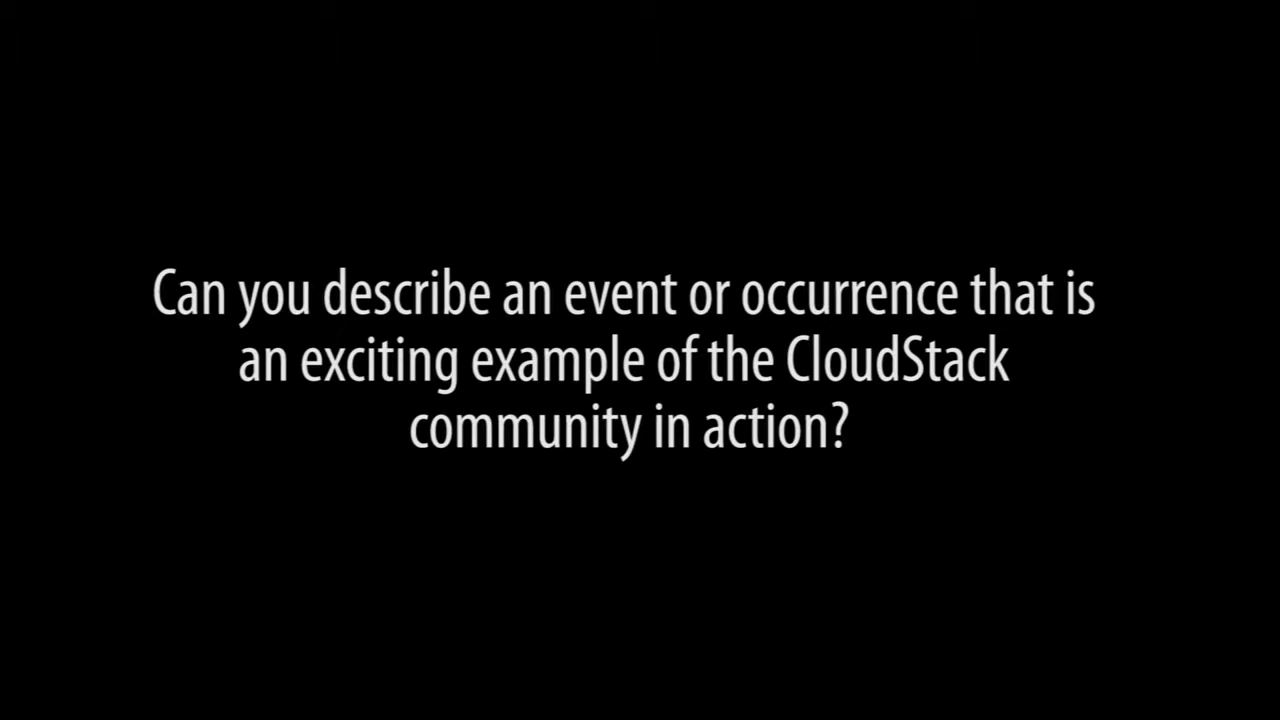 Can you describe an event or occurrence that is
an exciting example of the CloudStack
community in action?